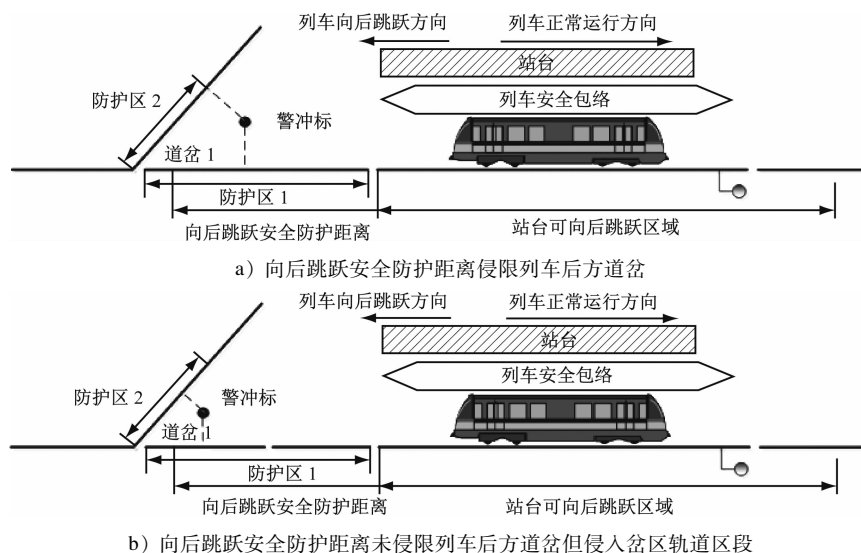 列车向后跳跃方向 列车正常运行方向
站台
防护区 2
列车安全包络
警冲标
道岔 1
防护区 1
向后跳跃安全防护距离 站台可向后跳跃区域
a）向后跳跃安全防护距离侵限列车后方道岔
列车向后跳跃方向 列车正常运行方向
站台
列车安全包络
防护区 2
警冲标
道岔 1
防护区 1
向后跳跃安全防护距离 站台可向后跳跃区域
b）向后跳跃安全防护距离未侵限列车后方道岔但侵入岔区轨道区段